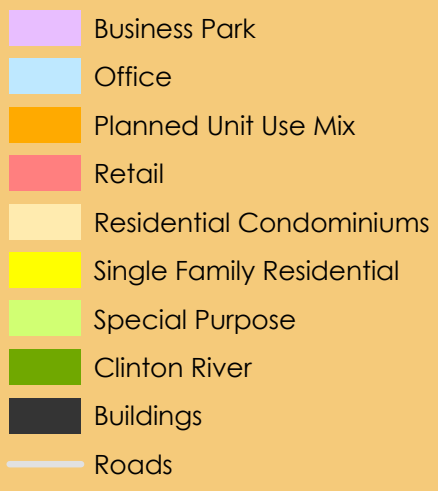 Business Park
Office
Planned Unit Use Mix
Retail
Residential Condominiums
Single Family Residential
Special Purpose
Clinton River
Buildings
Roads